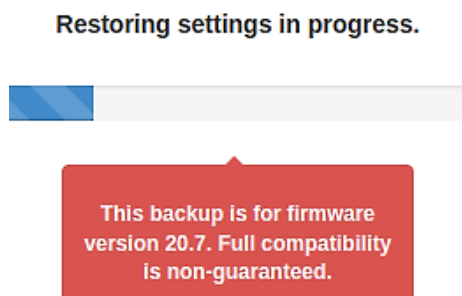 Restoring settings in progress.
This backup is for firmware
version 20.7. Full compatibility
is non-guaranteed.